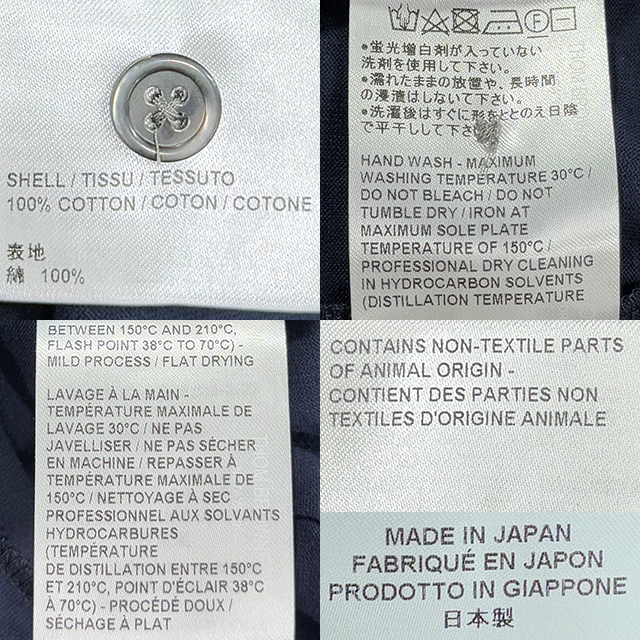 SHELL / TISSU / TESSUTO
100% COTTON / COTON / COTONE
表地
綿 100%
F
●蛍光増白剤が入っていない
洗剤を使用して下さい。
●濡れたままの放置や、長時間
の浸漬はしないで下さい。
●洗濯後はすぐに形をととのえ日陰
で平干しして下さい
HAND WASH - MAXIMUM
WASHING TEMPERATURE 30°C /
DO NOT BLEACH / DO NOT
TUMBLE DRY / IRON AT
MAXIMUM SOLE PLATE
TEMPERATURE OF 150°C /
PROFESSIONAL DRY CLEANING
IN HYDROCARBON SOLVENTS
(DISTILLATION TEMPERATURE
BETWEEN 150°C AND 210°C,
FLASH POINT 38°C TO 70°C) -
MILD PROCESS / FLAT DRYING
LAVAGE À LA MAIN -
TEMPÉRATURE MAXIMALE DE
LAVAGE 30°C / NE PAS
JAVELLISER / NE PAS SÉCHER
EN MACHINE / REPASSER À
TEMPÉRATURE MAXIMALE DE
150°C / NETTOYAGE À SEC
PROFESSIONNEL AUX SOLVANTS
HYDROCARBURES
(TEMPÉRATURE
DE DISTILLATION ENTRE 150°C
ET 210°C, POINT D'ÉCLAIR 38°C
À 70°C) - PROCÉDÉ DOUX /
SÉCHAGE À PLAT
CONTAINS NON-TEXTILE PARTS
OF ANIMAL ORIGIN -
CONTIENT DES PARTIES NON
TEXTILES D'ORIGINE ANIMALE
MADE IN JAPAN
FABRIQUÉ EN JAPON
PRODOTTO IN GIAPPONE
日本製